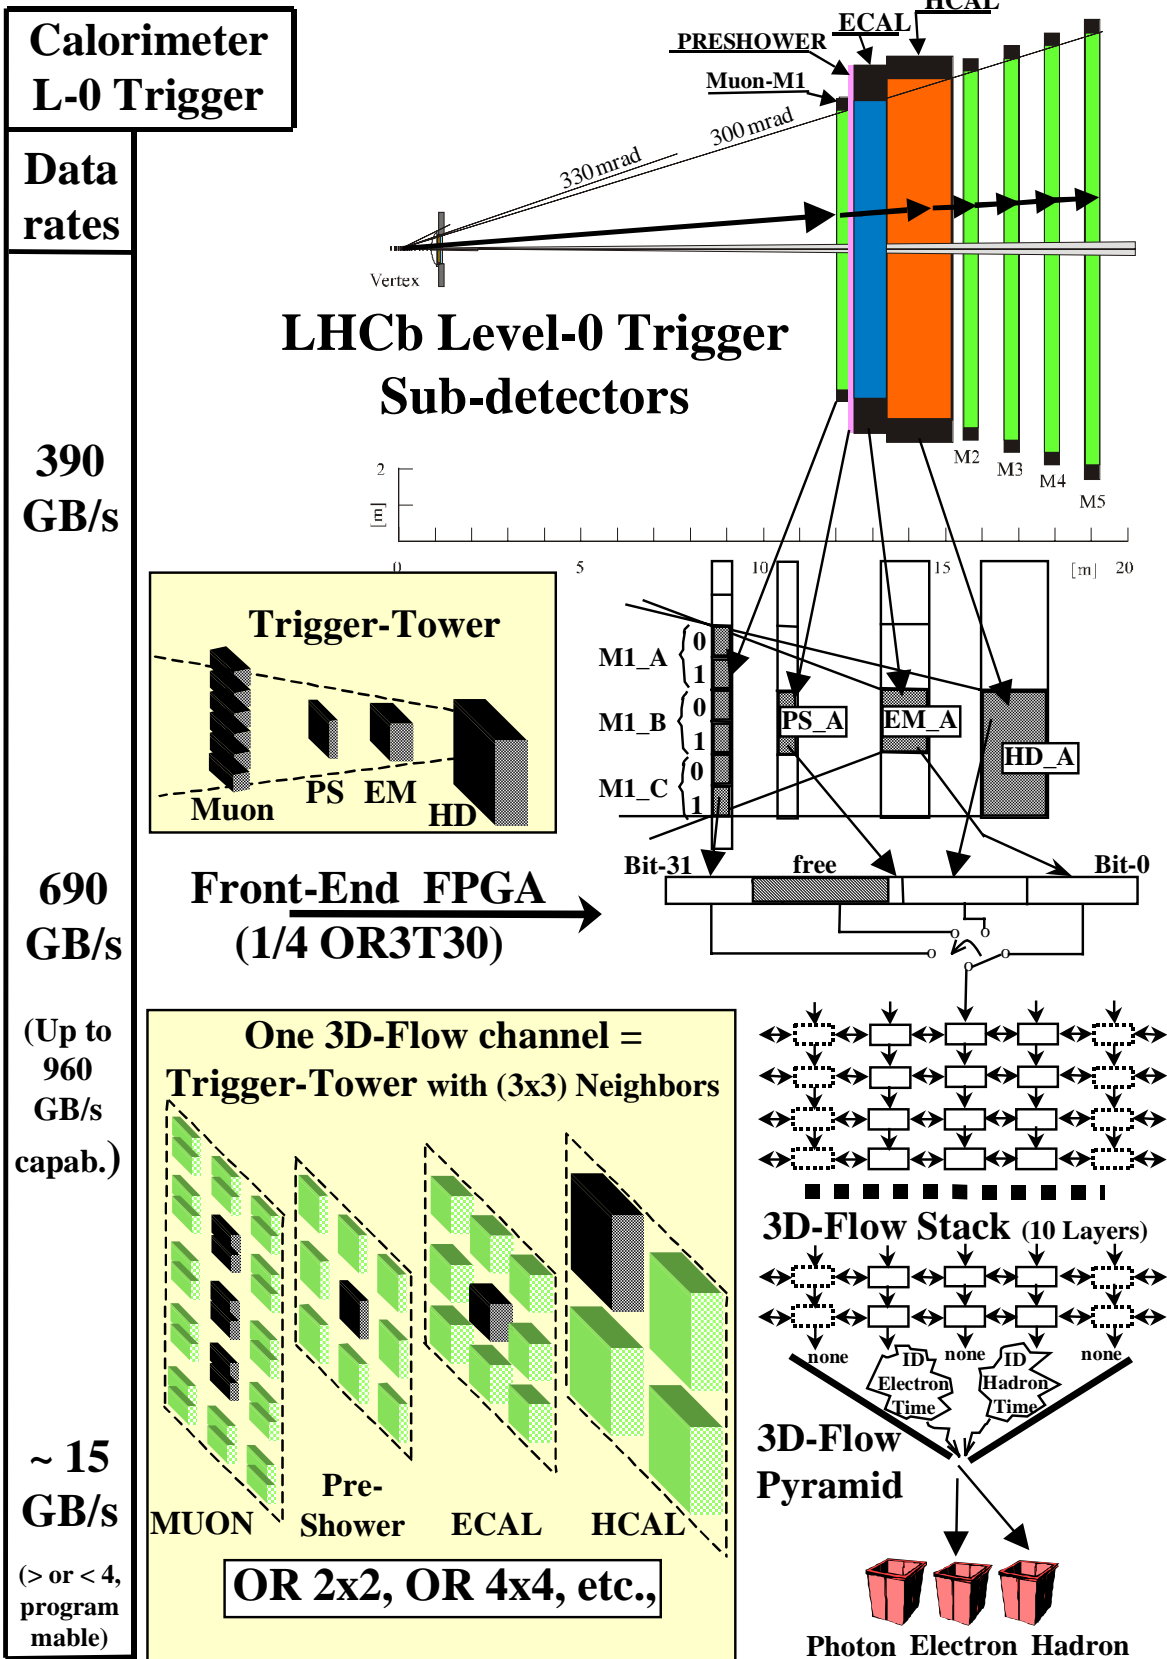 Calorimeter
L-0 Trigger
Data
rates
390
GB/s
690
GB/s
(Up to
960
GB/s
capab.)
~ 15
GB/s
(> or < 4,
program
mable)
HCAL
ECAL
PRESHOWER
Muon-M1
300 mrad
330 mrad
Vertex
LHCb Level-0 Trigger
Sub-detectors
M2
M3
M4
M5
2
[m]
0
5
10
15
[m]
20
Trigger-Tower
Muon
PS
EM
HD
M1_A
0
1
M1_B
0
1
M1_C
0
1
PS_A
EM_A
HD_A
Bit-31
free
Bit-0
Front-End FPGA
(1/4 OR3T30)
One 3D-Flow channel =
Trigger-Tower with (3x3) Neighbors
MUON
Pre-
Shower
ECAL
HCAL
OR 2x2, OR 4x4, etc.,
3D-Flow Stack (10 Layers)
none
ID
Electron
Time
none
ID
Hadron
Time
none
3D-Flow
Pyramid
Photon Electron Hadron